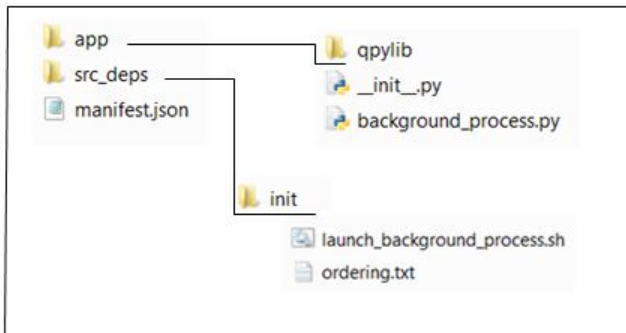 app
src_deps
manifest.json
qpylib
__init__.py
background_process.py
init
launch_background_process.sh
ordering.txt